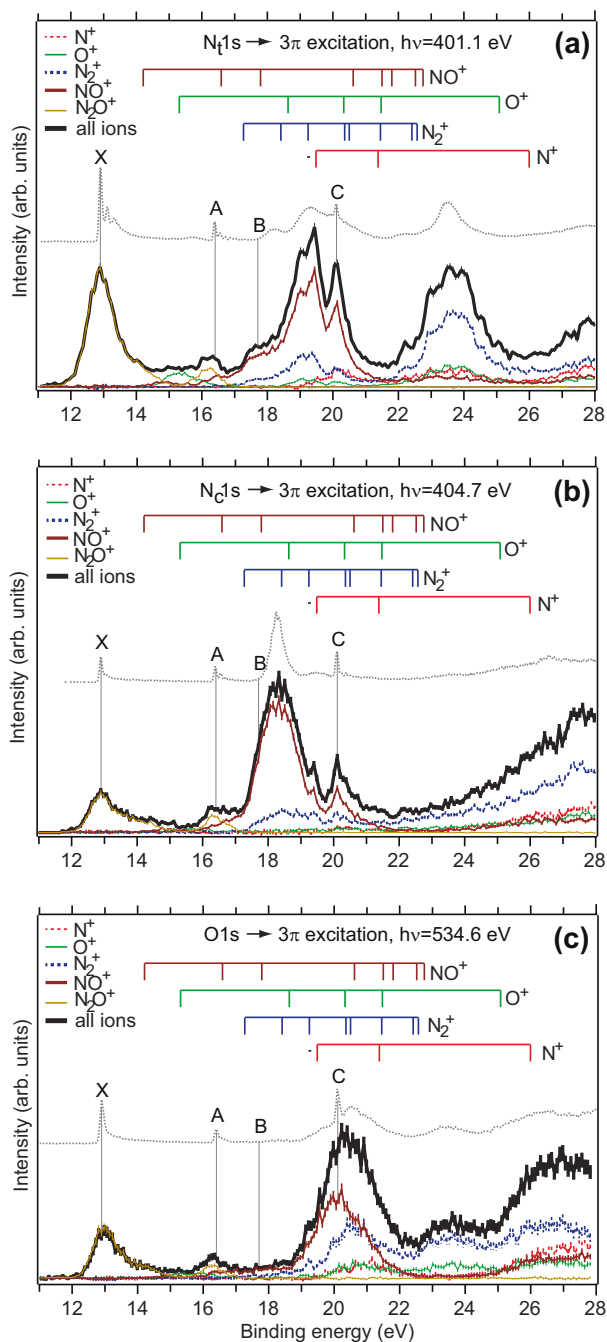 N⁺
O⁺
N₂⁺
NO⁺
N₂O⁺
all ions
Nₜ1s → 3π excitation, hν=401.1 eV
(a)
NO⁺
O⁺
N₂⁺
N⁺
X
A
B
C
Intensity (arb. units)
12 14 16 18 20 22 24 26 28
N⁺
O⁺
N₂⁺
NO⁺
N₂O⁺
all ions
N꜀1s → 3π excitation, hν=404.7 eV
(b)
NO⁺
O⁺
N₂⁺
N⁺
X
A
B
C
Intensity (arb. units)
12 14 16 18 20 22 24 26 28
N⁺
O⁺
N₂⁺
NO⁺
N₂O⁺
all ions
O1s → 3π excitation, hν=534.6 eV
(c)
NO⁺
O⁺
N₂⁺
N⁺
X
A
B
C
Intensity (arb. units)
12 14 16 18 20 22 24 26 28
Binding energy (eV)